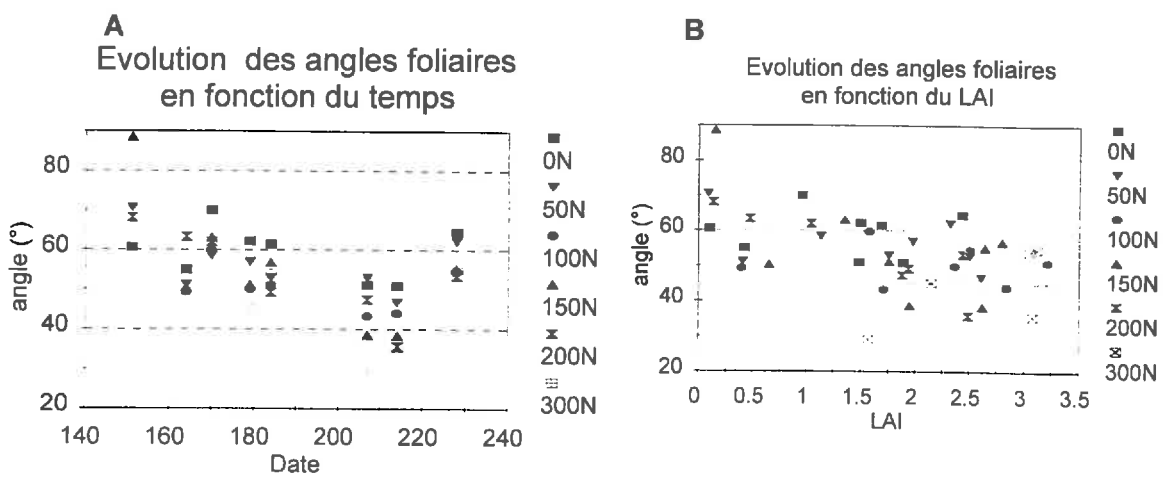 A
Evolution des angles foliaires
en fonction du temps
angle (°)
80
60
40
20
140 160 180 200 220 240
Date
0N
50N
100N
150N
200N
300N
B
Evolution des angles foliaires
en fonction du LAI
angle (°)
80
60
40
20
0 0.5 1 1.5 2 2.5 3 3.5
LAI
0N
50N
100N
150N
200N
300N